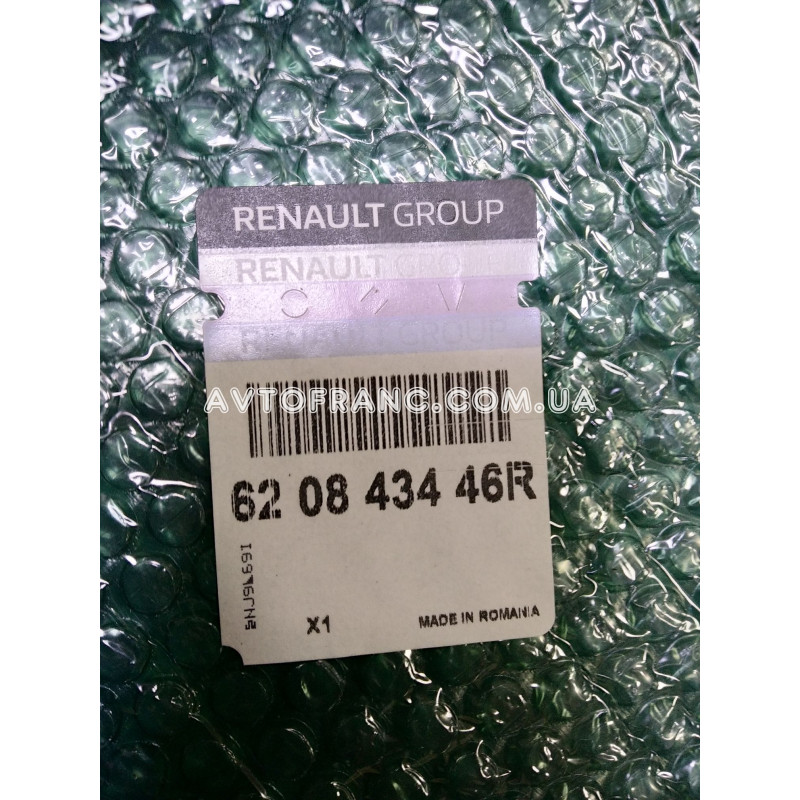 RENAULT GROUP
RENAULT GROUP
RENAULT GROUP
AVTOFRANC.COM.UA
62 08 434 46R
X1
MADE IN ROMANIA